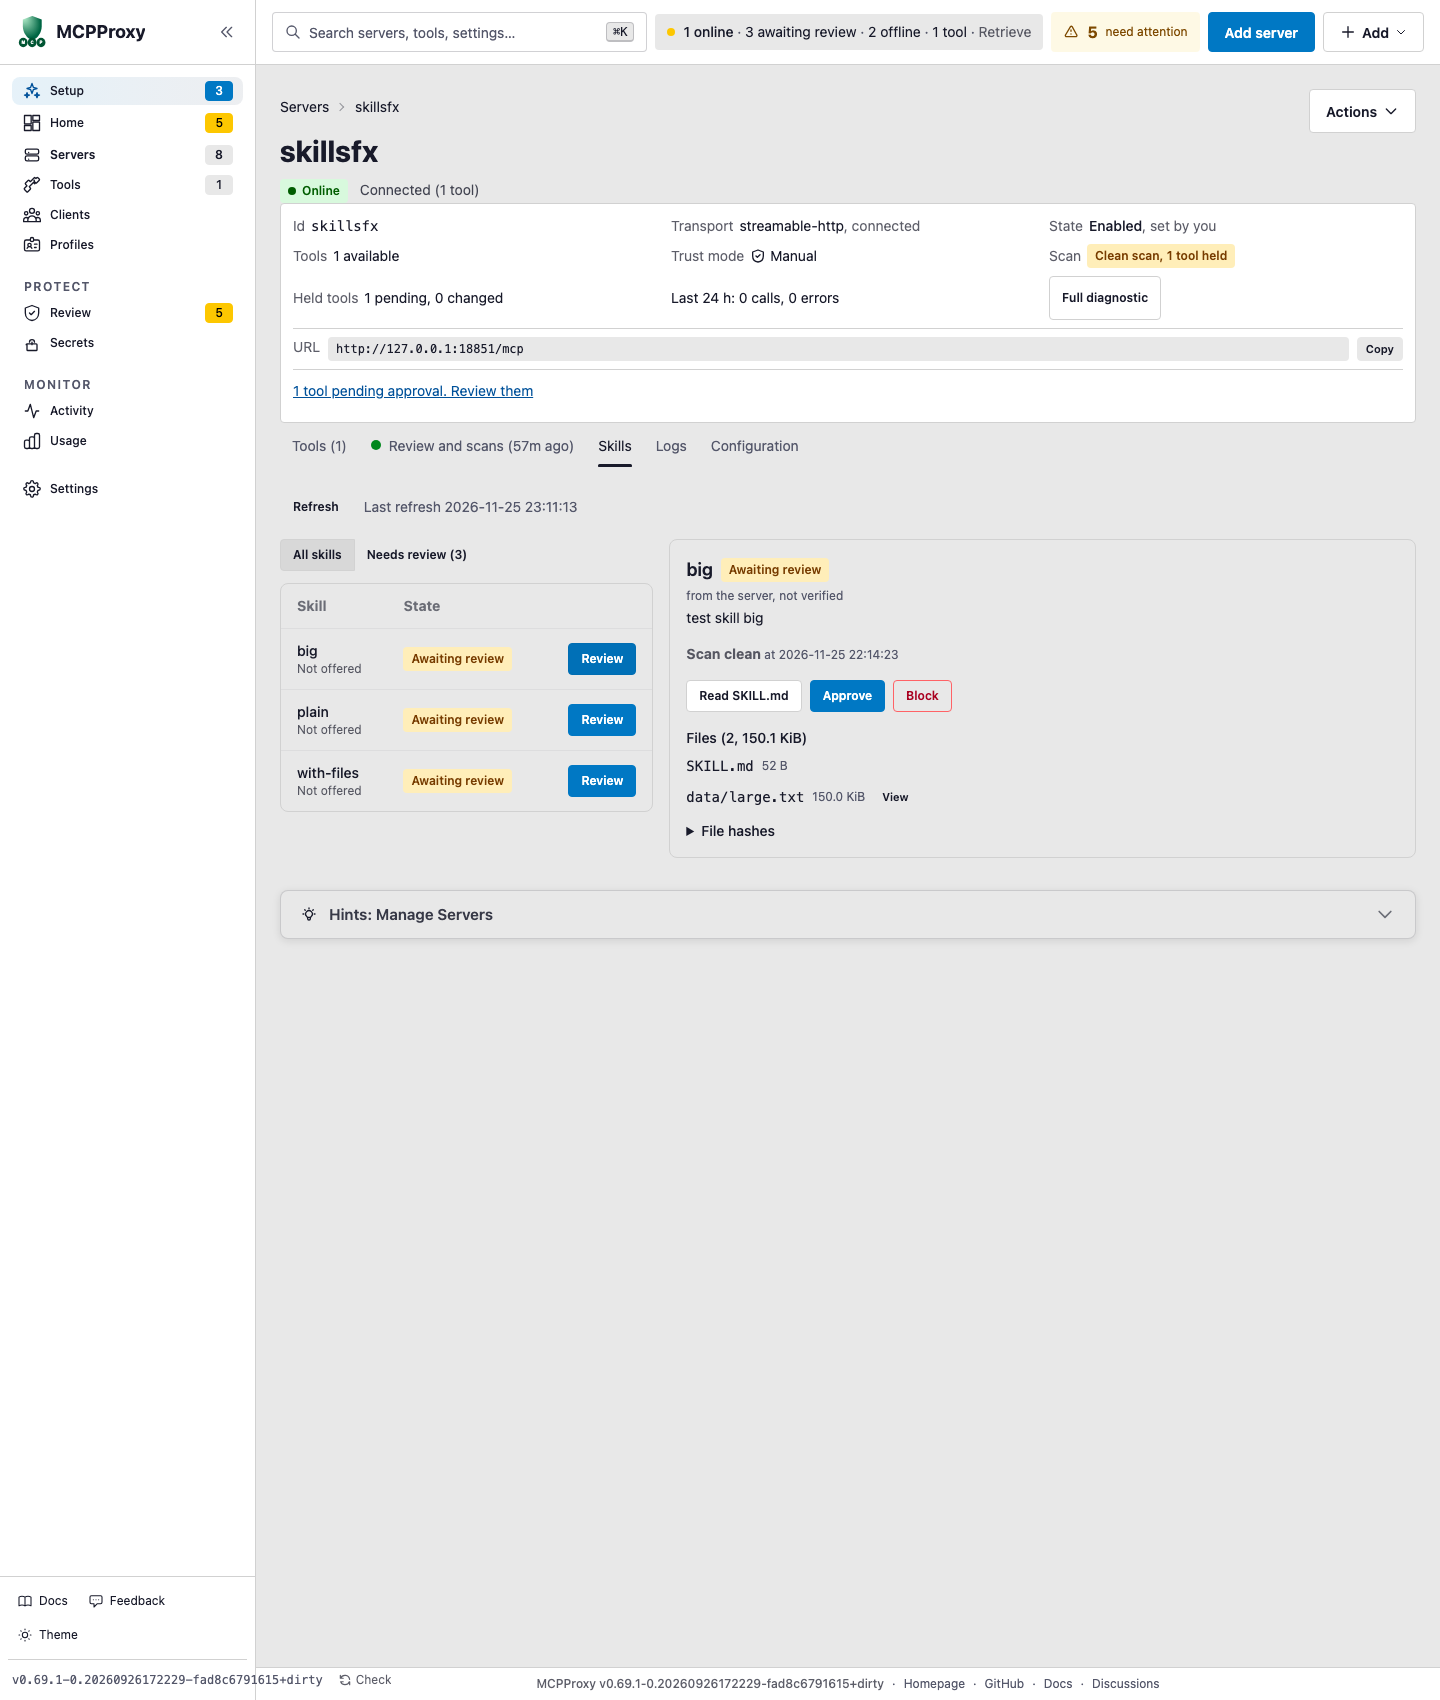 MCPProxy
Search servers, tools, settings... ⌘K
1 online · 3 awaiting review · 2 offline · 1 tool · Retrieve
5 need attention
Add server
Add
Setup 3
Home 5
Servers 8
Tools 1
Clients
Profiles
PROTECT
Review 5
Secrets
MONITOR
Activity
Usage
Settings
Servers > skillsfx
Actions
skillsfx
Online Connected (1 tool)
Id skillsfx
Transport streamable-http, connected
State Enabled, set by you
Tools 1 available
Trust mode Manual
Scan Clean scan, 1 tool held
Held tools 1 pending, 0 changed
Last 24 h: 0 calls, 0 errors
Full diagnostic
URL http://127.0.0.1:18851/mcp Copy
1 tool pending approval. Review them
Tools (1) Review and scans (57m ago) Skills Logs Configuration
Refresh Last refresh 2026-11-25 23:11:13
All skills Needs review (3)
Skill State
big
Not offered
Awaiting review Review
plain
Not offered
Awaiting review Review
with-files
Not offered
Awaiting review Review
big Awaiting review
from the server, not verified
test skill big
Scan clean at 2026-11-25 22:14:23
Read SKILL.md Approve Block
Files (2, 150.1 KiB)
SKILL.md 52 B
data/large.txt 150.0 KiB View
File hashes
Hints: Manage Servers
Docs Feedback
Theme
v0.69.1-0.20260926172229-fad8c6791615+dirty Check
MCPProxy v0.69.1-0.20260926172229-fad8c6791615+dirty · Homepage · GitHub · Docs · Discussions